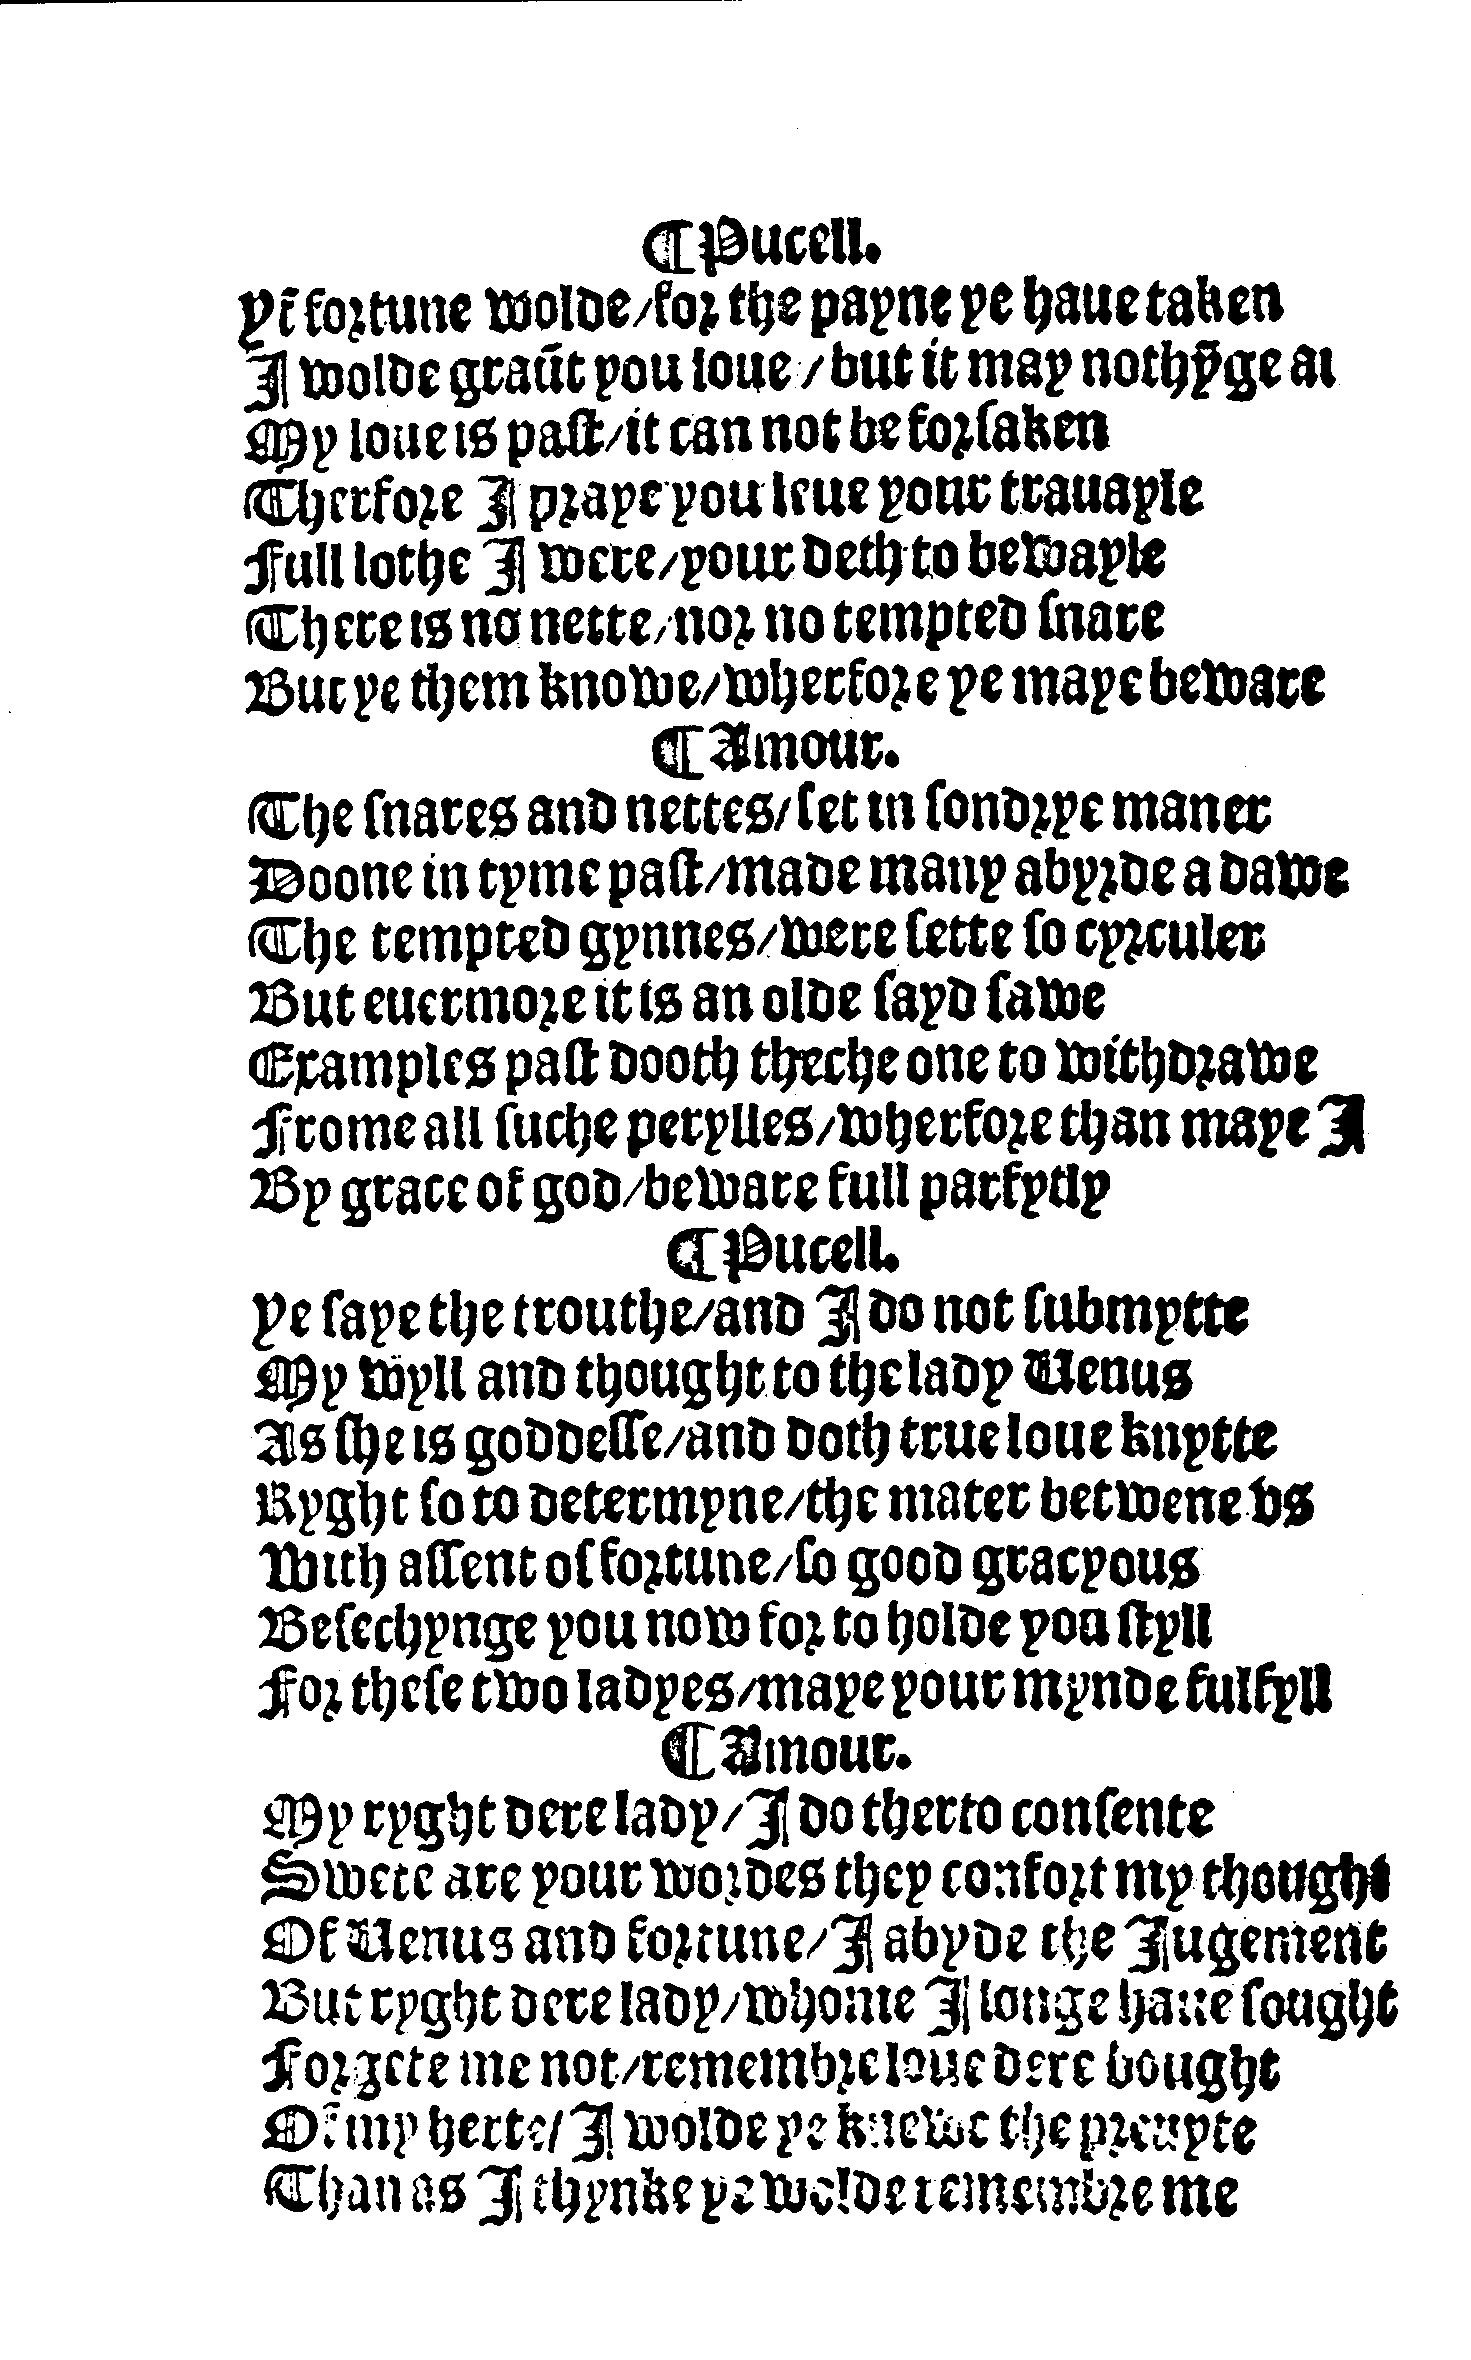 ¶Pucell.
Yf fortune wolde/for the payne ye haue taken
I wolde graūt you loue/but it may nothȳge
My loue is past/it can not be forsaken
Therfore I praye you leue your trauayle
Full lothe I were/your deth to bewayle
There is no nette/nor no tempted snare
But ye them knowe/wherfore ye maye beware
¶Amour.
The snares and nettes/set in sondrye maner
Doone in tyme past/made many abyrde a dawe
The tempted gynnes/were sette so cyrculer
But euermore it is an olde sayd sawe
Examples past dooth theche one to withdrawe
Frome all suche perylles/wherfore than maye I
By grace of god/beware full parfytly
¶Pucell.
Ye saye the trouthe/and I do not submytte
My wyll and thought to the lady Uenus
As she is goddesse/and doth true loue knytte
Ryght so to determyne/the mater betwene vs
With assent of fortune/so good gracyous
Besechynge you now for to holde you styll
For these two ladyes/maye your mynde fulfyll
¶Amour.
My ryght dere lady/I do therto consente
Swete are your wordes they confort my thought
Of Uenus and fortune/I abyde the Iugement
But ryght dere lady/whome I longe haue sought
Forgete me not/remembre loue dere bought
Of my herte/I wolde ye knewe the preuyte
Than as I thynke ye wolde remembre me